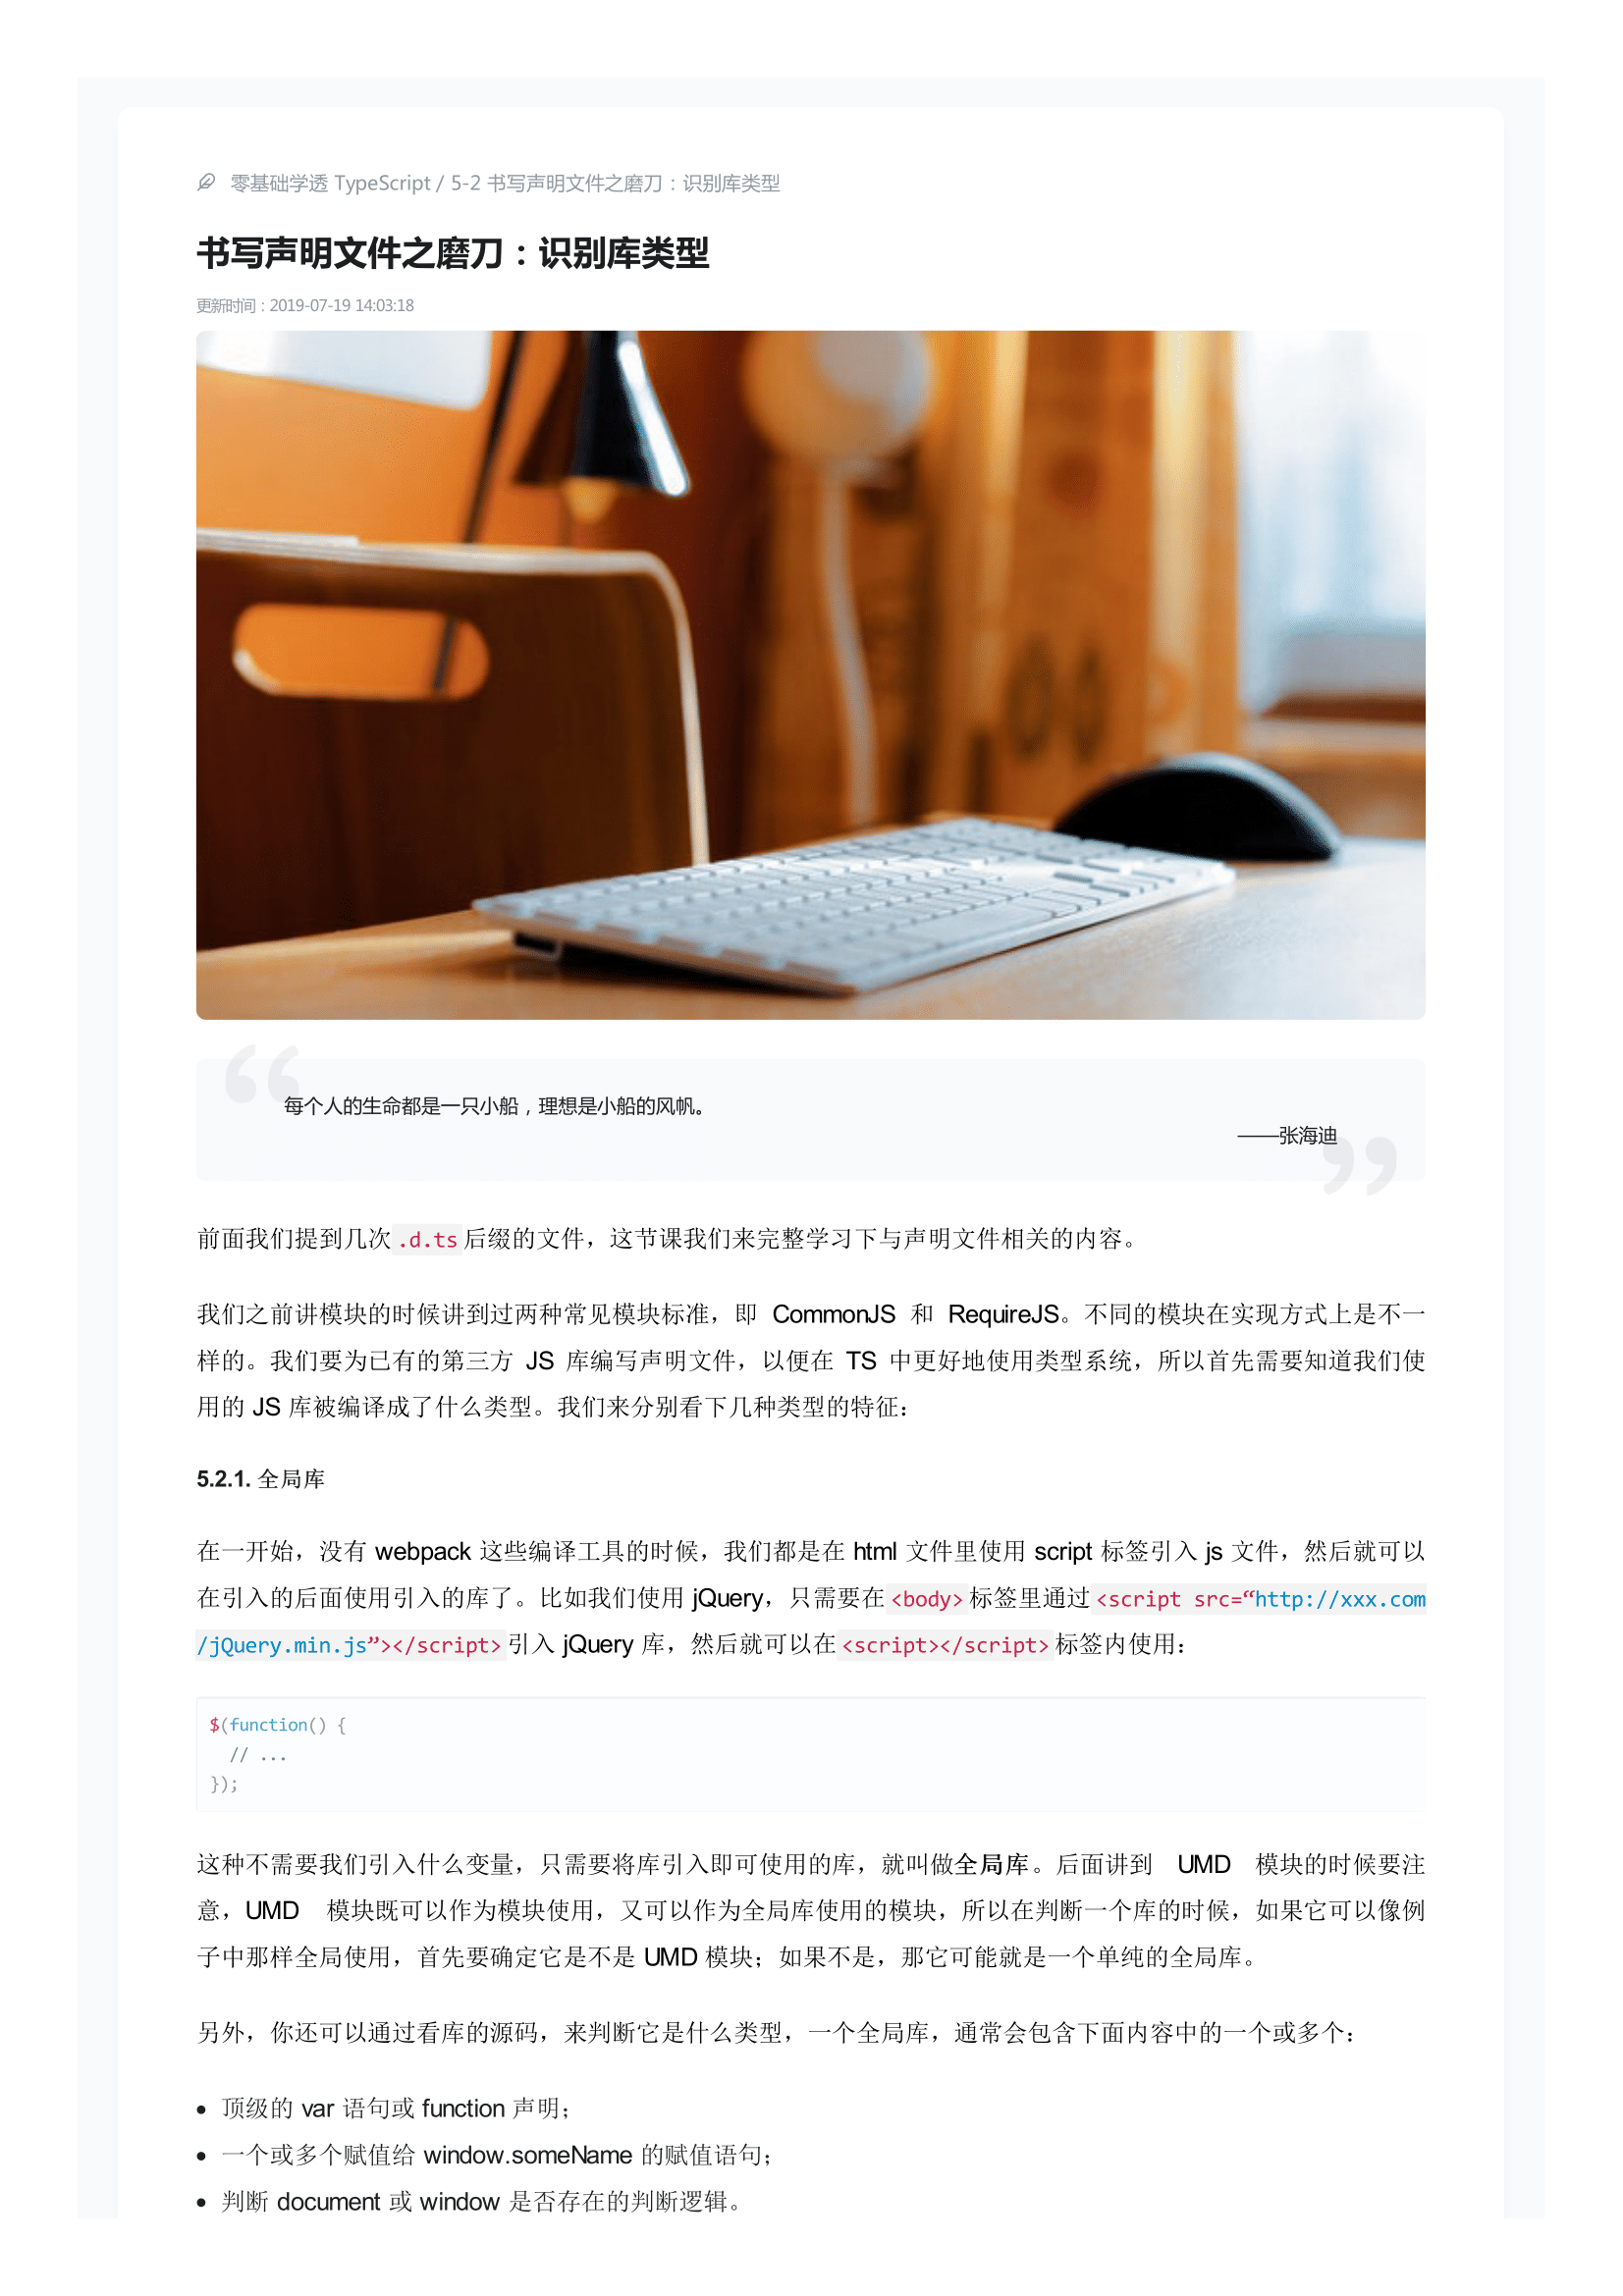 零基础学透 TypeScript / 5-2 书写声明文件之磨刀：识别库类型
书写声明文件之磨刀：识别库类型
更新时间：2019-07-19 14:03:18
“
每个人的生命都是一只小船，理想是小船的风帆。
——张海迪
”
前面我们提到几次.d.ts后缀的文件，这节课我们来完整学习下与声明文件相关的内容。
我们之前讲模块的时候讲到过两种常见模块标准，即 CommonJS 和 RequireJS。不同的模块在实现方式上是不一
样的。我们要为已有的第三方 JS 库编写声明文件，以便在 TS 中更好地使用类型系统，所以首先需要知道我们使
用的 JS 库被编译成了什么类型。我们来分别看下几种类型的特征：
5.2.1. 全局库
在一开始，没有 webpack 这些编译工具的时候，我们都是在 html 文件里使用 script 标签引入 js 文件，然后就可以
在引入的后面使用引入的库了。比如我们使用 jQuery，只需要在<body>标签里通过<script src=“http://xxx.com
/jQuery.min.js”></script>引入 jQuery 库，然后就可以在<script></script>标签内使用：
$(function() {
  // ...
});
这种不需要我们引入什么变量，只需要将库引入即可使用的库，就叫做全局库。后面讲到 UMD 模块的时候要注
意，UMD 模块既可以作为模块使用，又可以作为全局库使用的模块，所以在判断一个库的时候，如果它可以像例
子中那样全局使用，首先要确定它是不是 UMD 模块；如果不是，那它可能就是一个单纯的全局库。
另外，你还可以通过看库的源码，来判断它是什么类型，一个全局库，通常会包含下面内容中的一个或多个：
• 顶级的 var 语句或 function 声明；
• 一个或多个赋值给 window.someName 的赋值语句；
• 判断 document 或 window 是否存在的判断逻辑。